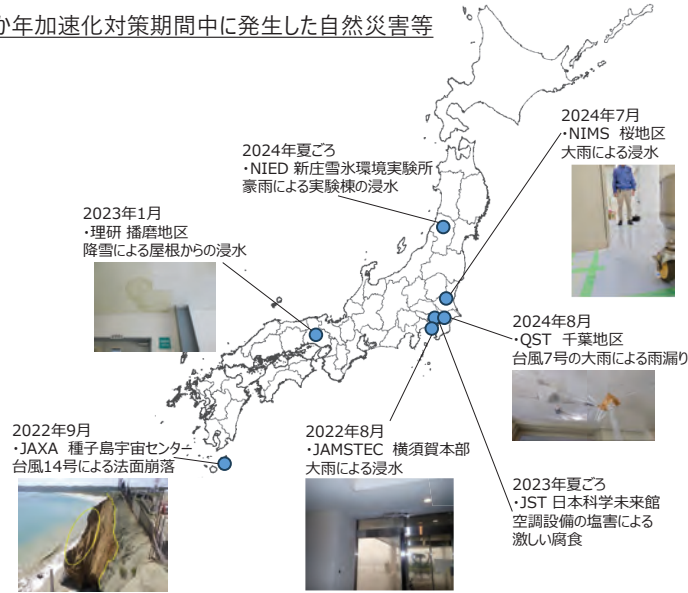 か年加速化対策期間中に発生した自然災害等
2024年7月
・NIMS 桜地区
大雨による浸水
2024年夏ごろ
・NIED 新庄雪氷環境実験所
豪雨による実験棟の浸水
2023年1月
・理研 播磨地区
降雪による屋根からの浸水
2024年8月
・QST 千葉地区
台風7号の大雨による雨漏り
2022年9月
・JAXA 種子島宇宙センター
台風14号による法面崩落
2022年8月
・JAMSTEC 横須賀本部
大雨による浸水
2023年夏ごろ
・JST 日本科学未来館
空調設備の塩害による
激しい腐食